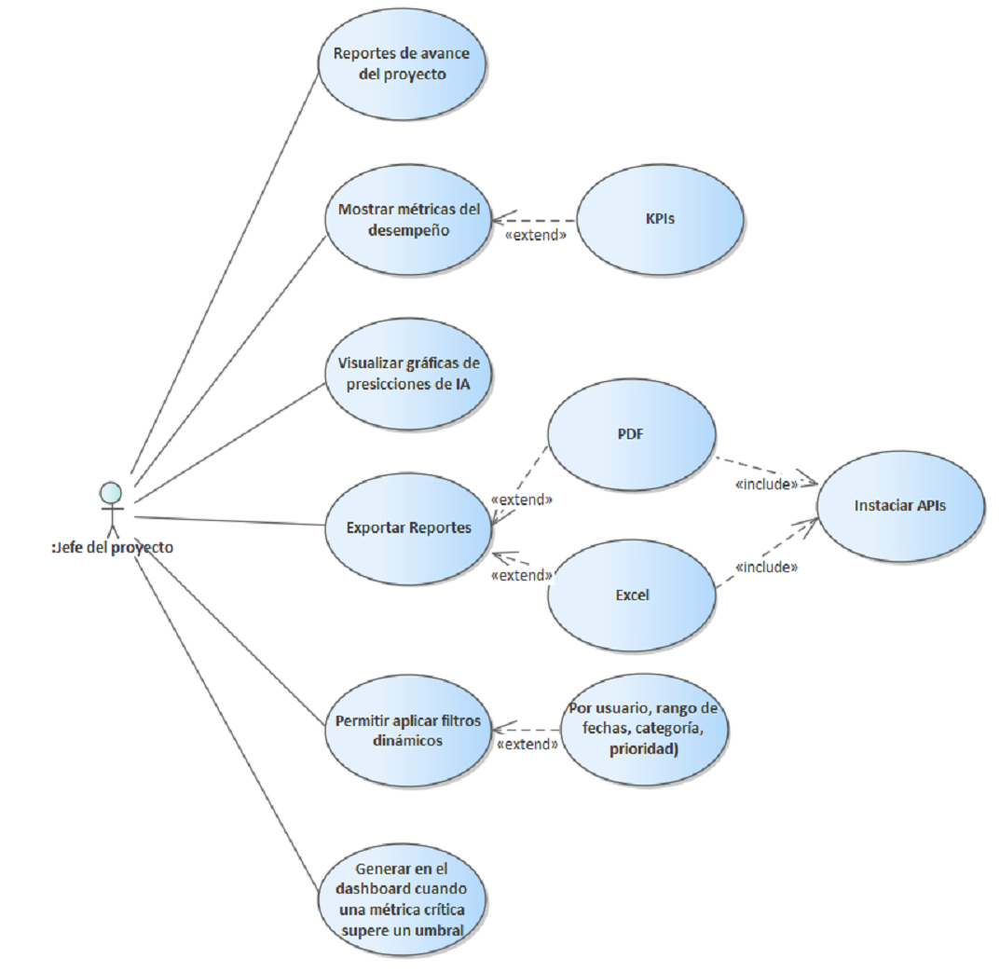 Reportes de avance
del proyecto
Mostrar métricas del
desempeño
«extend»
KPIs
Visualizar gráficas de
presicciones de IA
PDF
«include»
«extend»
Instaciar APIs
Exportar Reportes
:Jefe del proyecto
«extend»
«include»
Excel
Permitir aplicar filtros
dinámicos
«extend»
Por usuario, rango de
fechas, categoría,
prioridad)
Generar en el
dashboard cuando
una métrica crítica
supere un umbral